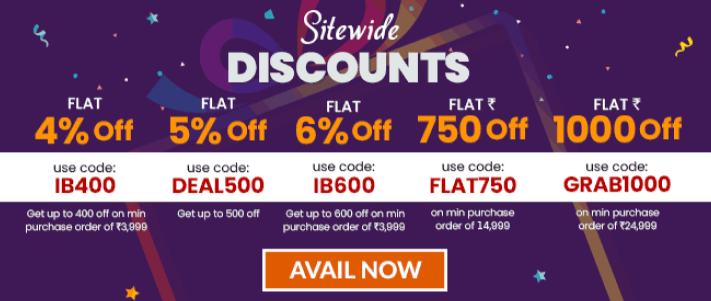 Sitewide
DISCOUNTS
FLAT
4% Off
use code:
IB400
Get up to 400 off on min
purchase order of ₹3,999
FLAT
5% Off
use code:
DEAL500
Get up to 500 off
FLAT
6% Off
use code:
IB600
Get up to 600 off on min
purchase order of ₹3,999
FLAT ₹
750 Off
use code:
FLAT750
on min purchase
order of 14,999
FLAT ₹
1000 Off
use code:
GRAB1000
on min purchase
order of ₹24,999
AVAIL NOW